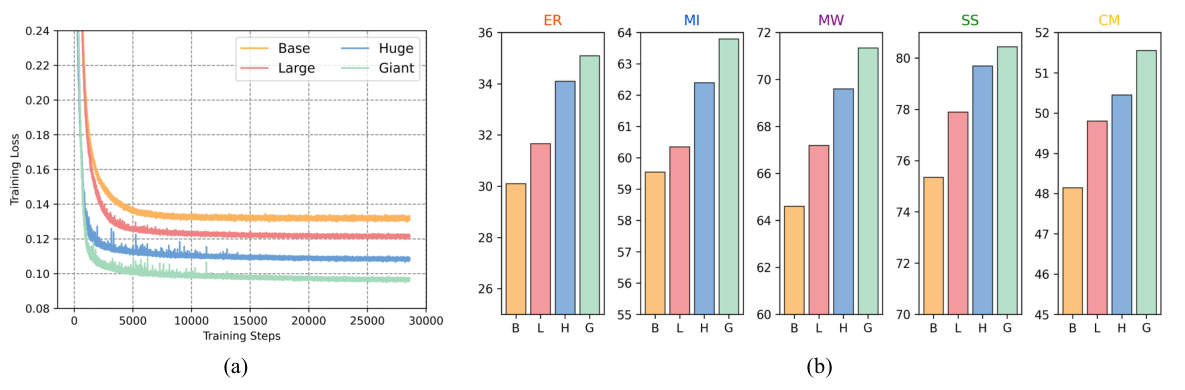 0.24
0.22
0.20
0.18
0.16
0.14
0.12
0.10
0.08
Training Loss
Base
Large
Huge
Giant
0
5000
10000
15000
20000
25000
30000
Training Steps
(a)
ER
36
34
32
30
28
26
B
L
H
G
MI
64
63
62
61
60
59
58
57
56
55
B
L
H
G
MW
72
70
68
66
64
62
60
B
L
H
G
SS
80
78
76
74
72
70
B
L
H
G
CM
52
51
50
49
48
47
46
45
B
L
H
G
(b)